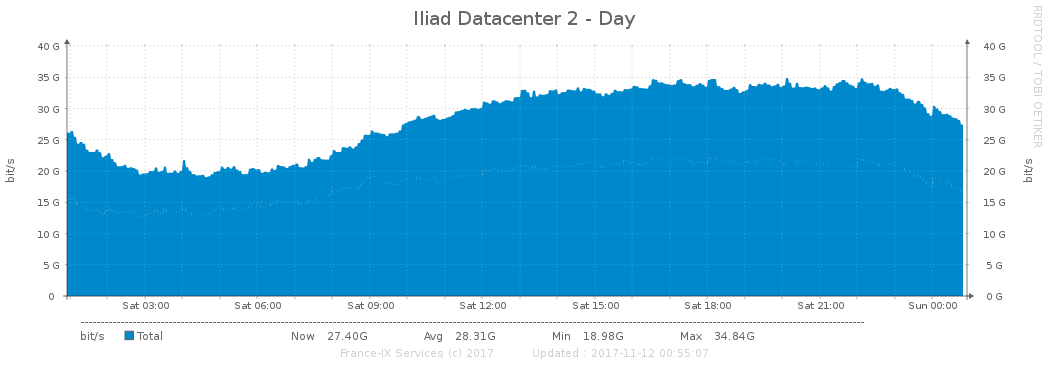 Iliad Datacenter 2 - Day
RRDTOOL / TOBI OETIKER
40 G 40 G
35 G 35 G
30 G 30 G
25 G 25 G
20 G 20 G
15 G 15 G
10 G 10 G
5 G 5 G
0 0 G
bit/s bit/s
Sat 03:00 Sat 06:00 Sat 09:00 Sat 12:00 Sat 15:00 Sat 18:00 Sat 21:00 Sun 00:00
bit/s Total Now 27.40G Avg 28.31G Min 18.98G Max 34.84G
France-IX Services (c) 2017 Updated : 2017-11-12 00:55:07